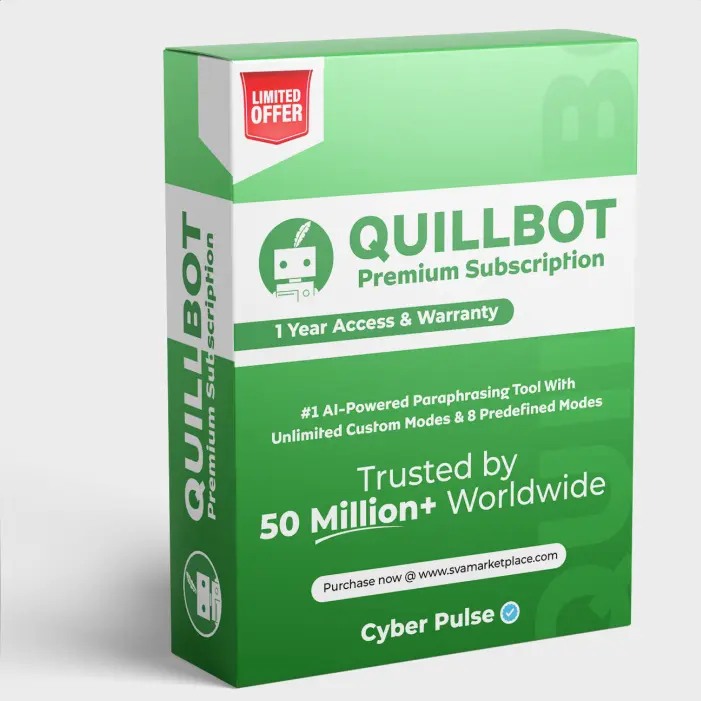 LIMITED
OFFER
QUILLBOT
Premium Subscription
1 Year Access & Warranty
#1 AI-Powered Paraphrasing Tool With
Unlimited Custom Modes & 8 Predefined Modes
Trusted by
50 Million+ Worldwide
Purchase now @ www.svamarketplace.com
Cyber Pulse
QUILLBOT
Premium Subscription
QUILLB